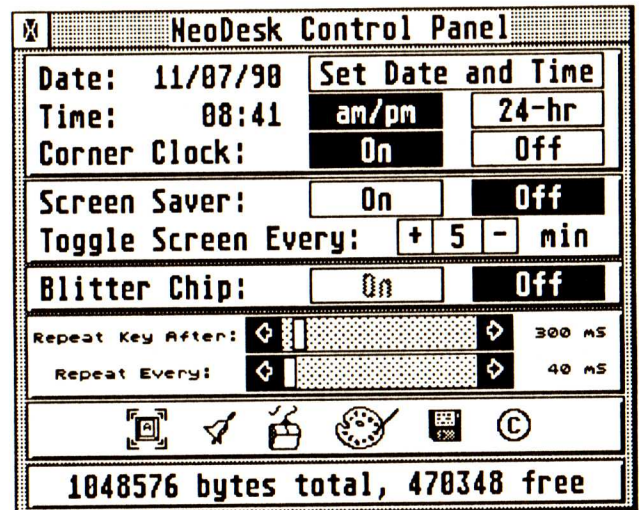 NeoDesk Control Panel
Date: 11/07/90 Set Date and Time
Time: 08:41 am/pm 24-hr
Corner Clock: On Off
Screen Saver: On Off
Toggle Screen Every: + 5 - min
Blitter Chip: On Off
Repeat Key After: 300 mS
Repeat Every: 40 mS
A ©
1048576 bytes total, 470348 free